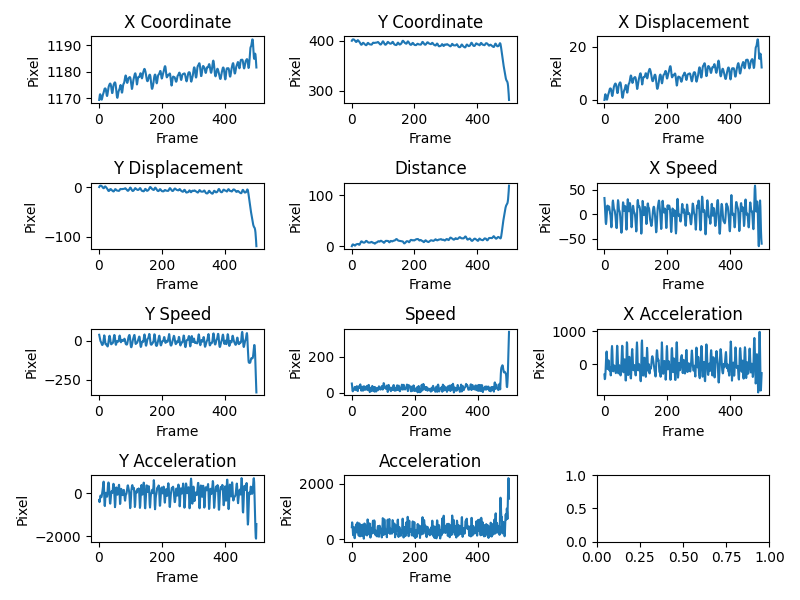 X Coordinate
Y Coordinate
X Displacement
1190
1180
1170
Pixel
0
400
Frame
400
300
Pixel
0
400
Frame
20
0
Pixel
0
400
Frame
Y Displacement
Distance
X Speed
0
−100
Pixel
0
200
400
Frame
100
0
Pixel
0
200
400
Frame
50
0
−50
Pixel
0
200
400
Frame
Y Speed
Speed
X Acceleration
0
−250
Pixel
0
200
400
Frame
200
0
Pixel
0
200
400
Frame
1000
0
Pixel
0
200
400
Frame
Y Acceleration
Acceleration
0
−2000
Pixel
0
200
400
Frame
2000
0
Pixel
0
200
400
Frame
1.0
0.5
0.0
0.00
0.25
0.50
0.75
1.00